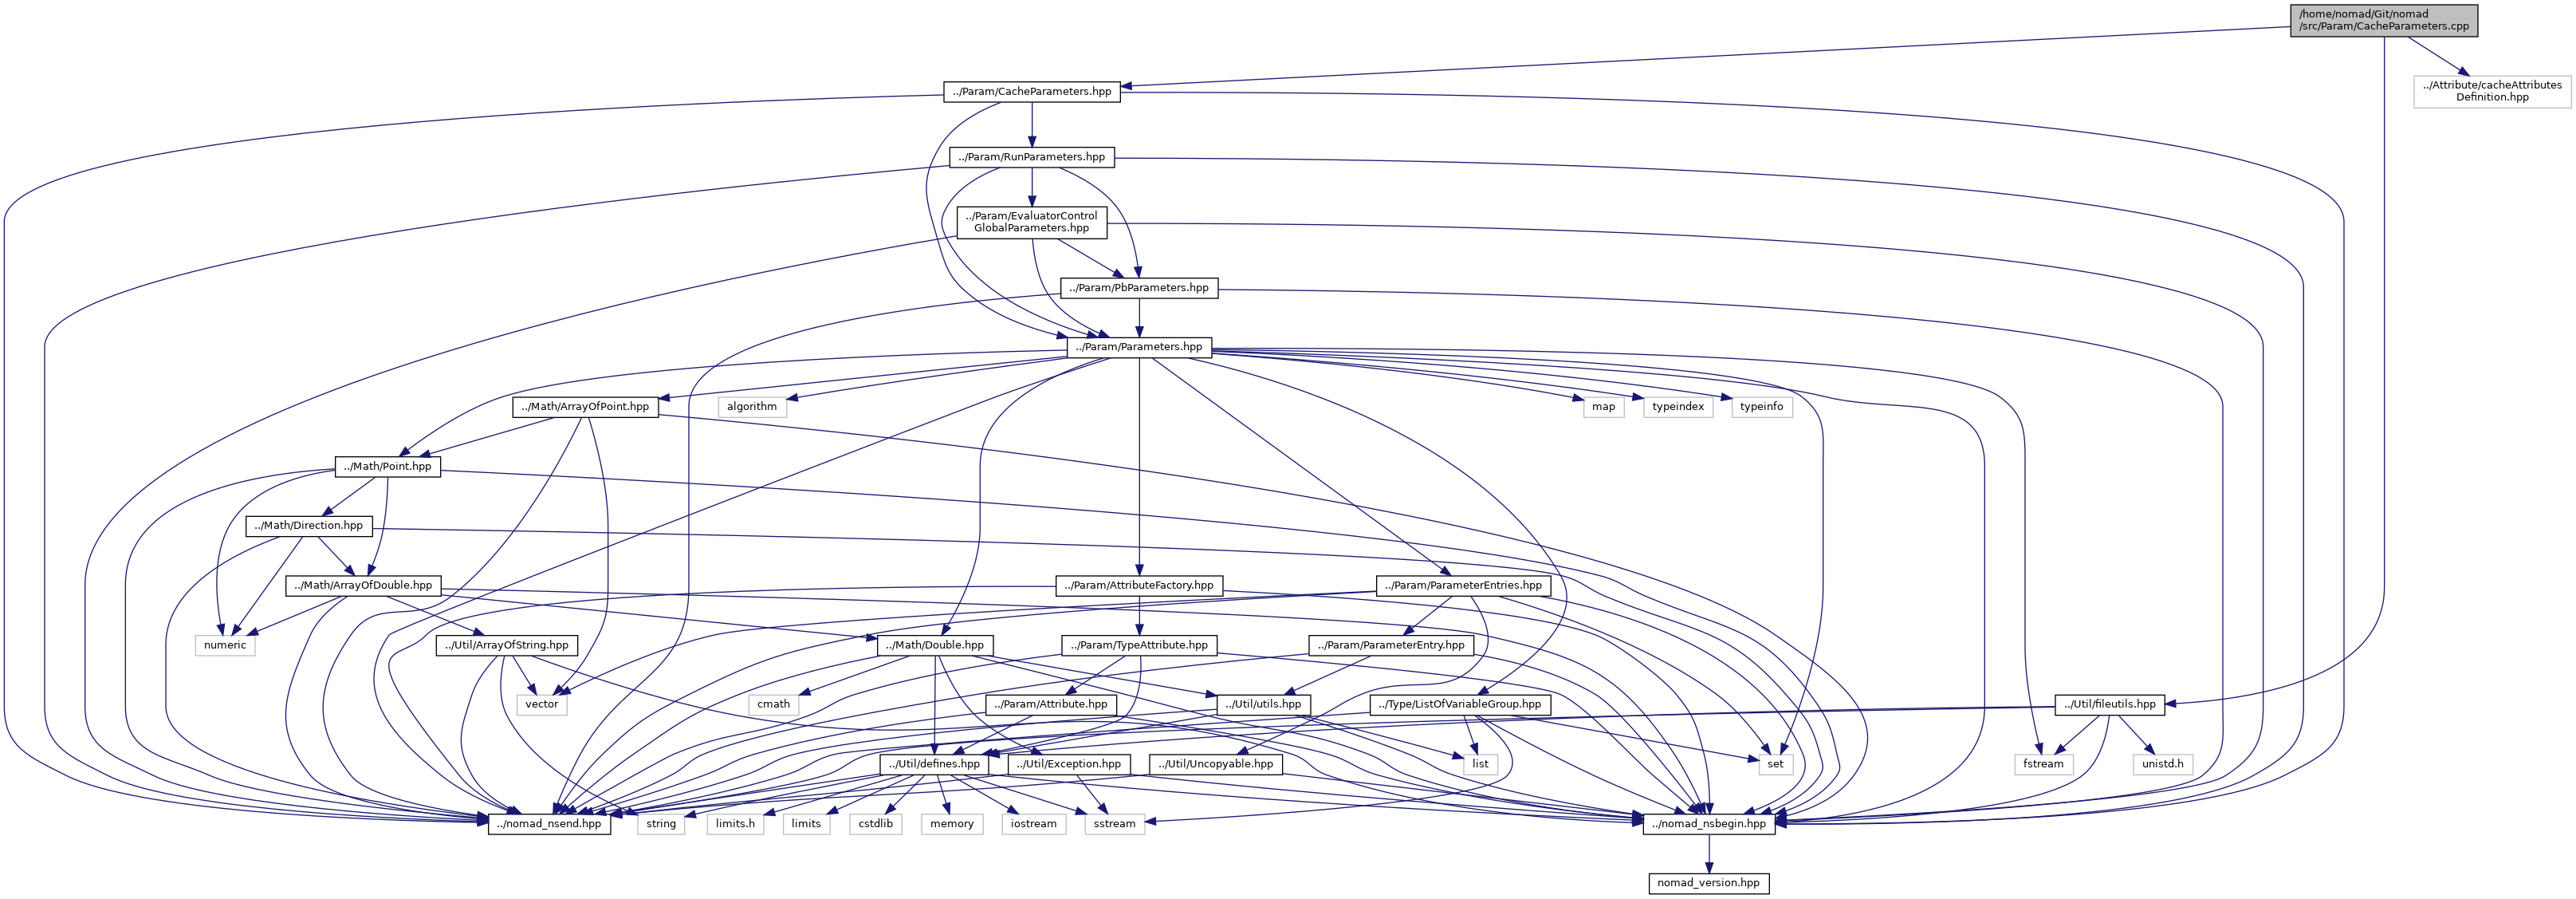 /home/nomad/Git/nomad
/src/Param/CacheParameters.cpp
../Param/CacheParameters.hpp
../Attribute/cacheAttributes
Definition.hpp
../Param/RunParameters.hpp
../Param/EvaluatorControl
GlobalParameters.hpp
../Param/PbParameters.hpp
../Param/Parameters.hpp
../Math/ArrayOfPoint.hpp
algorithm
map
typeindex
typeinfo
../Math/Point.hpp
../Math/Direction.hpp
../Math/ArrayOfDouble.hpp
../Param/AttributeFactory.hpp
../Param/ParameterEntries.hpp
numeric
../Util/ArrayOfString.hpp
../Math/Double.hpp
../Param/TypeAttribute.hpp
../Param/ParameterEntry.hpp
vector
cmath
../Param/Attribute.hpp
../Util/utils.hpp
../Type/ListOfVariableGroup.hpp
../Util/fileutils.hpp
../Util/defines.hpp
../Util/Exception.hpp
../Util/Uncopyable.hpp
list
set
fstream
unistd.h
../nomad_nsend.hpp
string
limits.h
limits
cstdlib
memory
iostream
sstream
../nomad_nsbegin.hpp
nomad_version.hpp